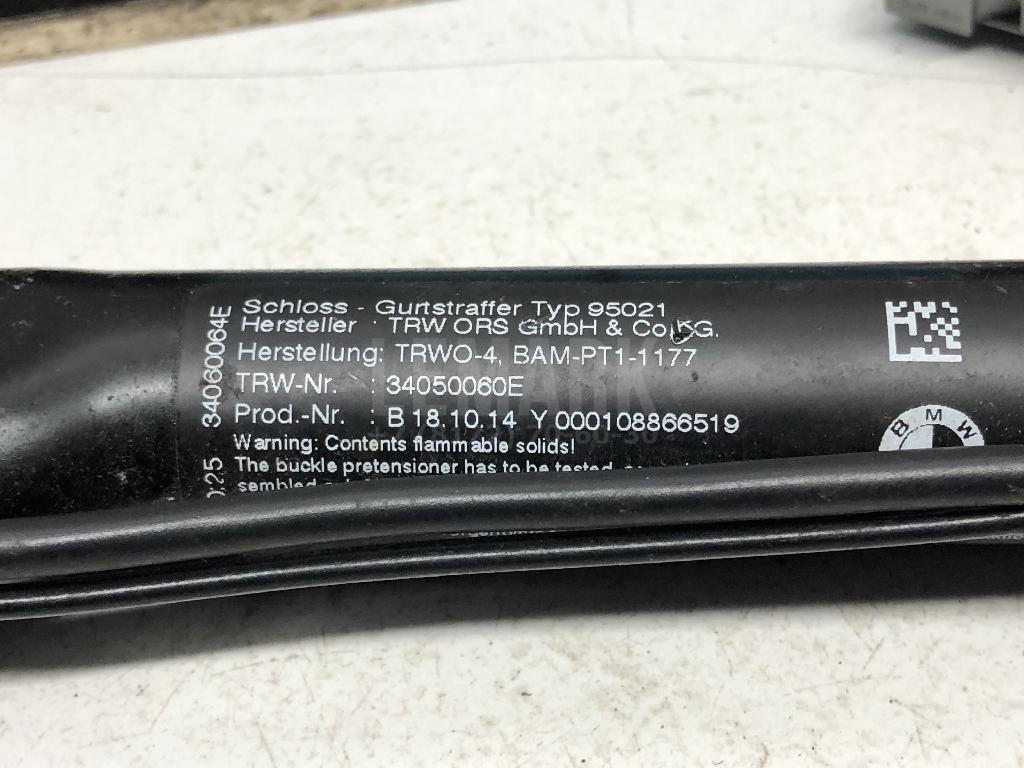 Schloss - Gurtstraffer Typ 95021
Hersteller : TRW ORS GmbH & Co.KG.
Herstellung: TRWO-4, BAM-PT1-1177
TRW-Nr. : 34050060E
Prod.-Nr. : B 18.10.14 Y 000108866519
Warning: Contents flammable solids!
The buckle pretensioner has to be tested,
sembled
34060064E
:25
BMW